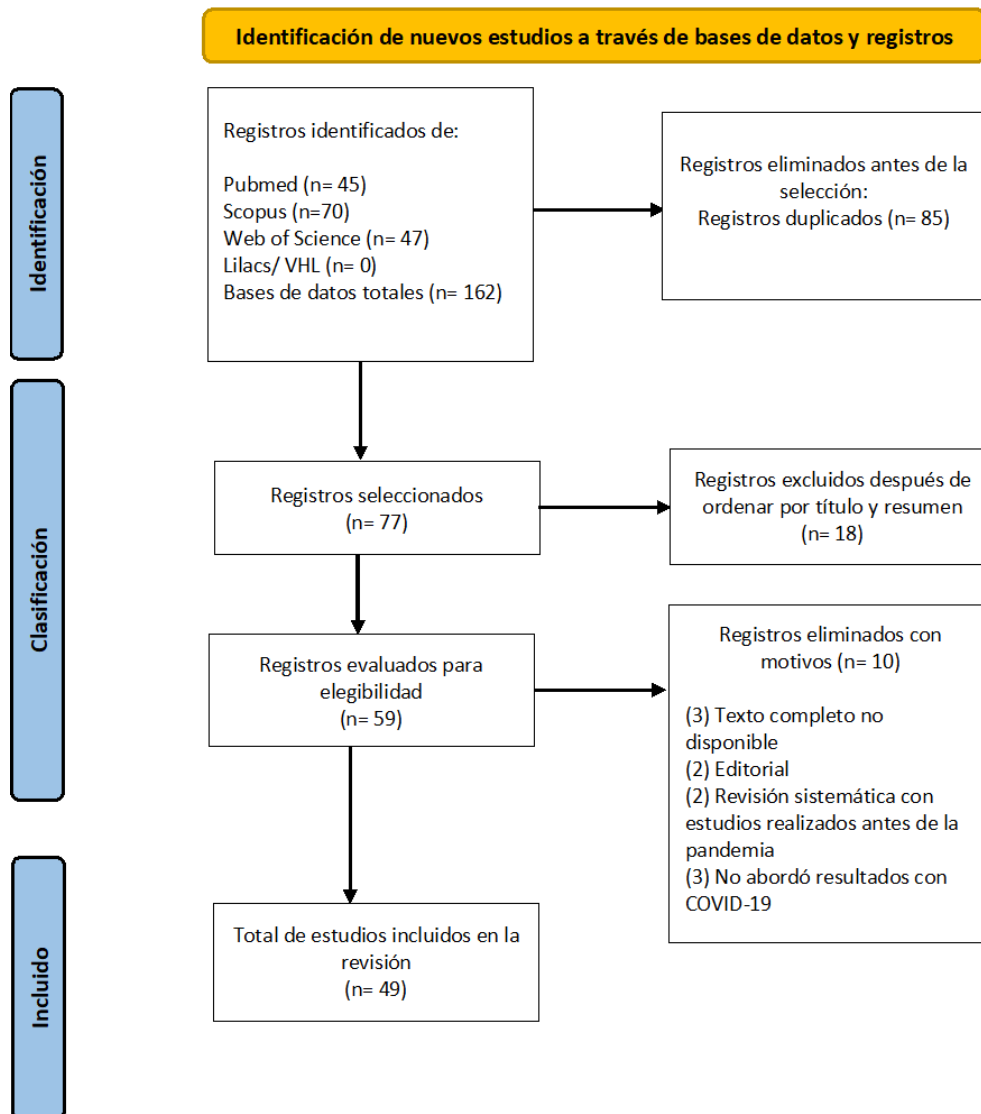 Identificación de nuevos estudios a través de bases de datos y registros
Identificación
Registros identificados de:
Pubmed (n= 45)
Scopus (n=70)
Web of Science (n= 47)
Lilacs/ VHL (n= 0)
Bases de datos totales (n= 162)
Registros eliminados antes de la
selección:
Registros duplicados (n= 85)
Clasificación
Registros seleccionados
(n= 77)
Registros excluidos después de
ordenar por título y resumen
(n= 18)
Registros evaluados para
elegibilidad
(n= 59)
Registros eliminados con
motivos (n= 10)
(3) Texto completo no
disponible
(2) Editorial
(2) Revisión sistemática con
estudios realizados antes de la
pandemia
(3) No abordó resultados con
COVID-19
Incluido
Total de estudios incluidos en la
revisión
(n= 49)